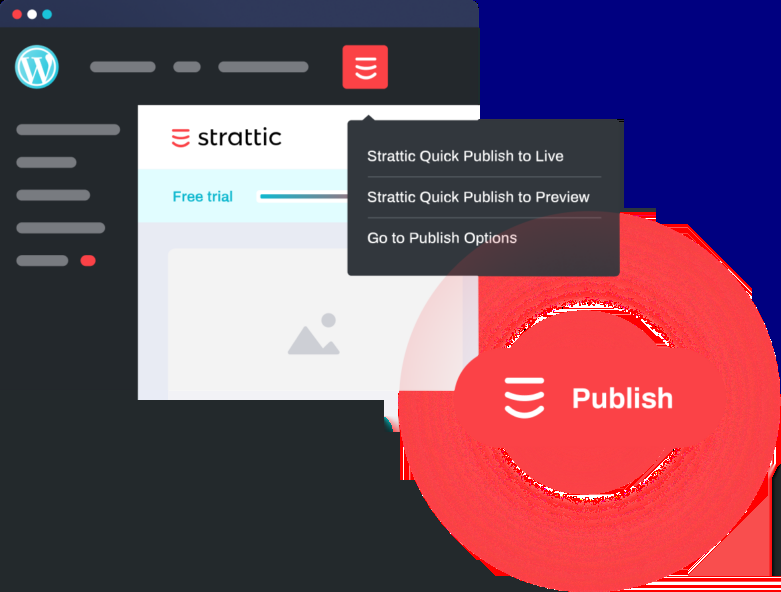 strattic
Free trial
Strattic Quick Publish to Live
Strattic Quick Publish to Preview
Go to Publish Options
Publish